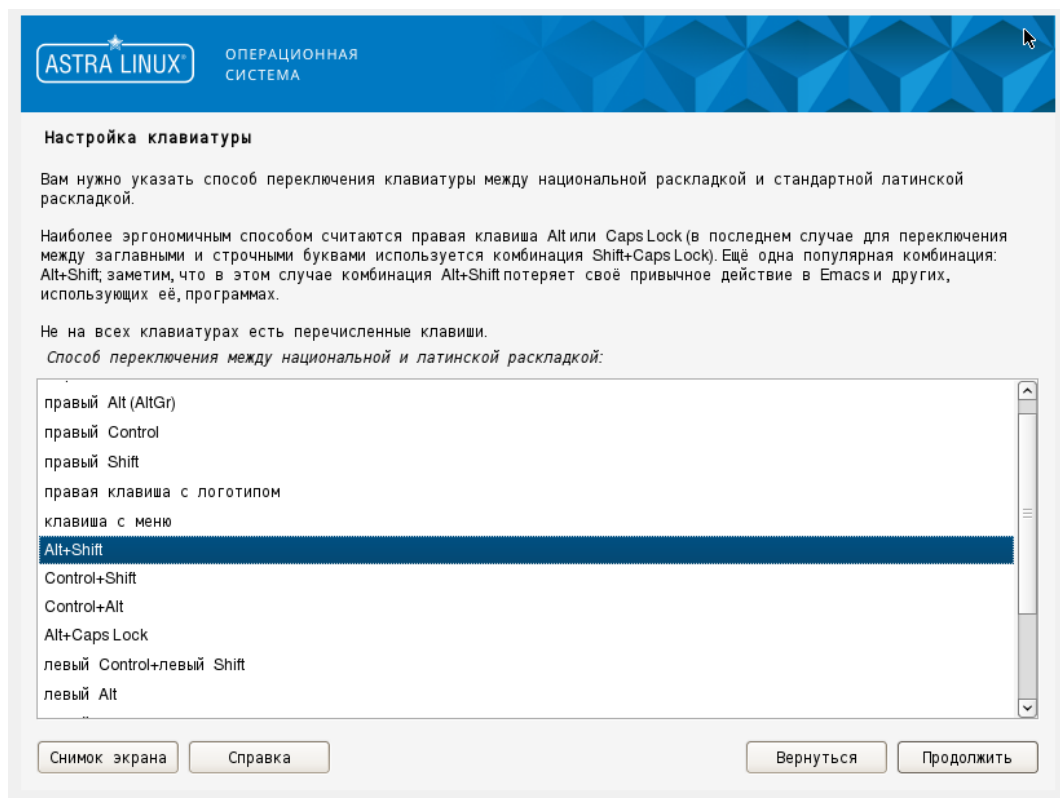 ASTRA LINUX®
ОПЕРАЦИОННАЯ
СИСТЕМА
Настройка клавиатуры
Вам нужно указать способ переключения клавиатуры между национальной раскладкой и стандартной латинской
раскладкой.
Наиболее эргономичным способом считаются правая клавиша Alt или Caps Lock (в последнем случае для переключения
между заглавными и строчными буквами используется комбинация Shift+Caps Lock). Ещё одна популярная комбинация:
Alt+Shift; заметим, что в этом случае комбинация Alt+Shift потеряет своё привычное действие в Emacs и других,
использующих её, программах.
Не на всех клавиатурах есть перечисленные клавиши.
Способ переключения между национальной и латинской раскладкой:
правый Alt (AltGr)
правый Control
правый Shift
правая клавиша с логотипом
клавиша с меню
Alt+Shift
Control+Shift
Control+Alt
Alt+Caps Lock
левый Control+левый Shift
левый Alt
Снимок экрана
Справка
Вернуться
Продолжить